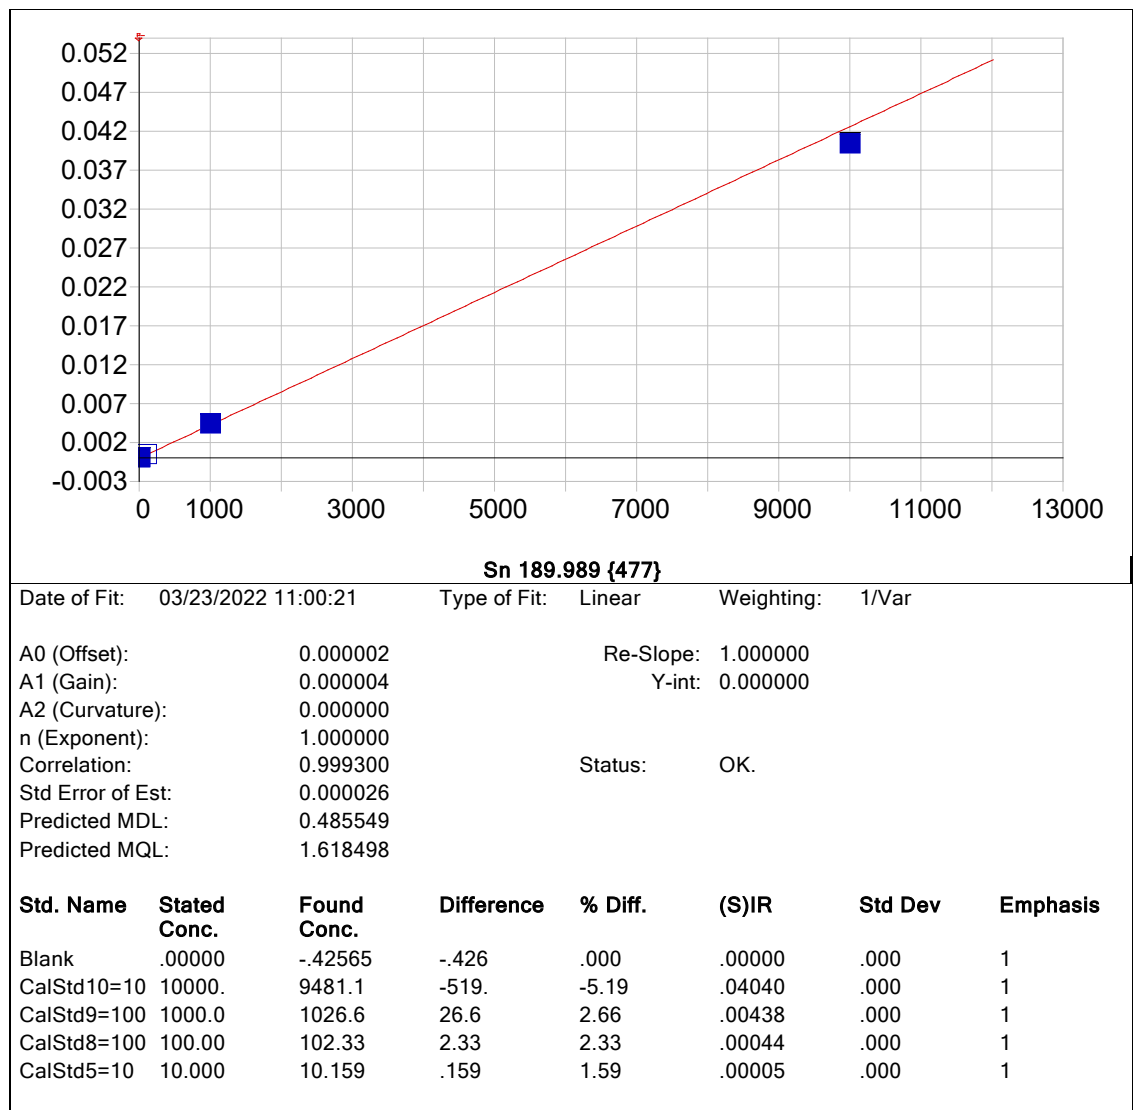 0.052
0.047
0.042
0.037
0.032
0.027
0.022
0.017
0.012
0.007
0.002
-0.003
0 1000 3000 5000 7000 9000 11000 13000
Sn 189.989 {477}
Date of Fit: 03/23/2022 11:00:21 Type of Fit: Linear Weighting: 1/Var
A0 (Offset): 0.000002 Re-Slope: 1.000000
A1 (Gain): 0.000004 Y-int: 0.000000
A2 (Curvature): 0.000000
n (Exponent): 1.000000
Correlation: 0.999300 Status: OK.
Std Error of Est: 0.000026
Predicted MDL: 0.485549
Predicted MQL: 1.618498
Std. Name Stated Found Difference % Diff. (S)IR Std Dev Emphasis
Conc. Conc.
Blank .00000 -.42565 -.426 .000 .00000 .000 1
CalStd10=10 10000. 9481.1 -519. -5.19 .04040 .000 1
CalStd9=100 1000.0 1026.6 26.6 2.66 .00438 .000 1
CalStd8=100 100.00 102.33 2.33 2.33 .00044 .000 1
CalStd5=10 10.000 10.159 .159 1.59 .00005 .000 1